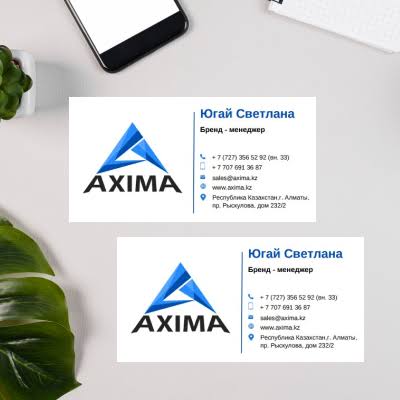 Югай Светлана
Бренд - менеджер
+ 7 (727) 356 52 92 (вн. 33)
+ 7 707 691 36 87
sales@axima.kz
www.axima.kz
Республика Казахстан,г. Алматы,
пр. Рыскулова, дом 232/2
AXIMA
Югай Светлана
Бренд - менеджер
+ 7 (727) 356 52 92 (вн. 33)
+ 7 707 691 36 87
sales@axima.kz
www.axima.kz
Республика Казахстан,г. Алматы,
пр. Рыскулова, дом 232/2
AXIMA